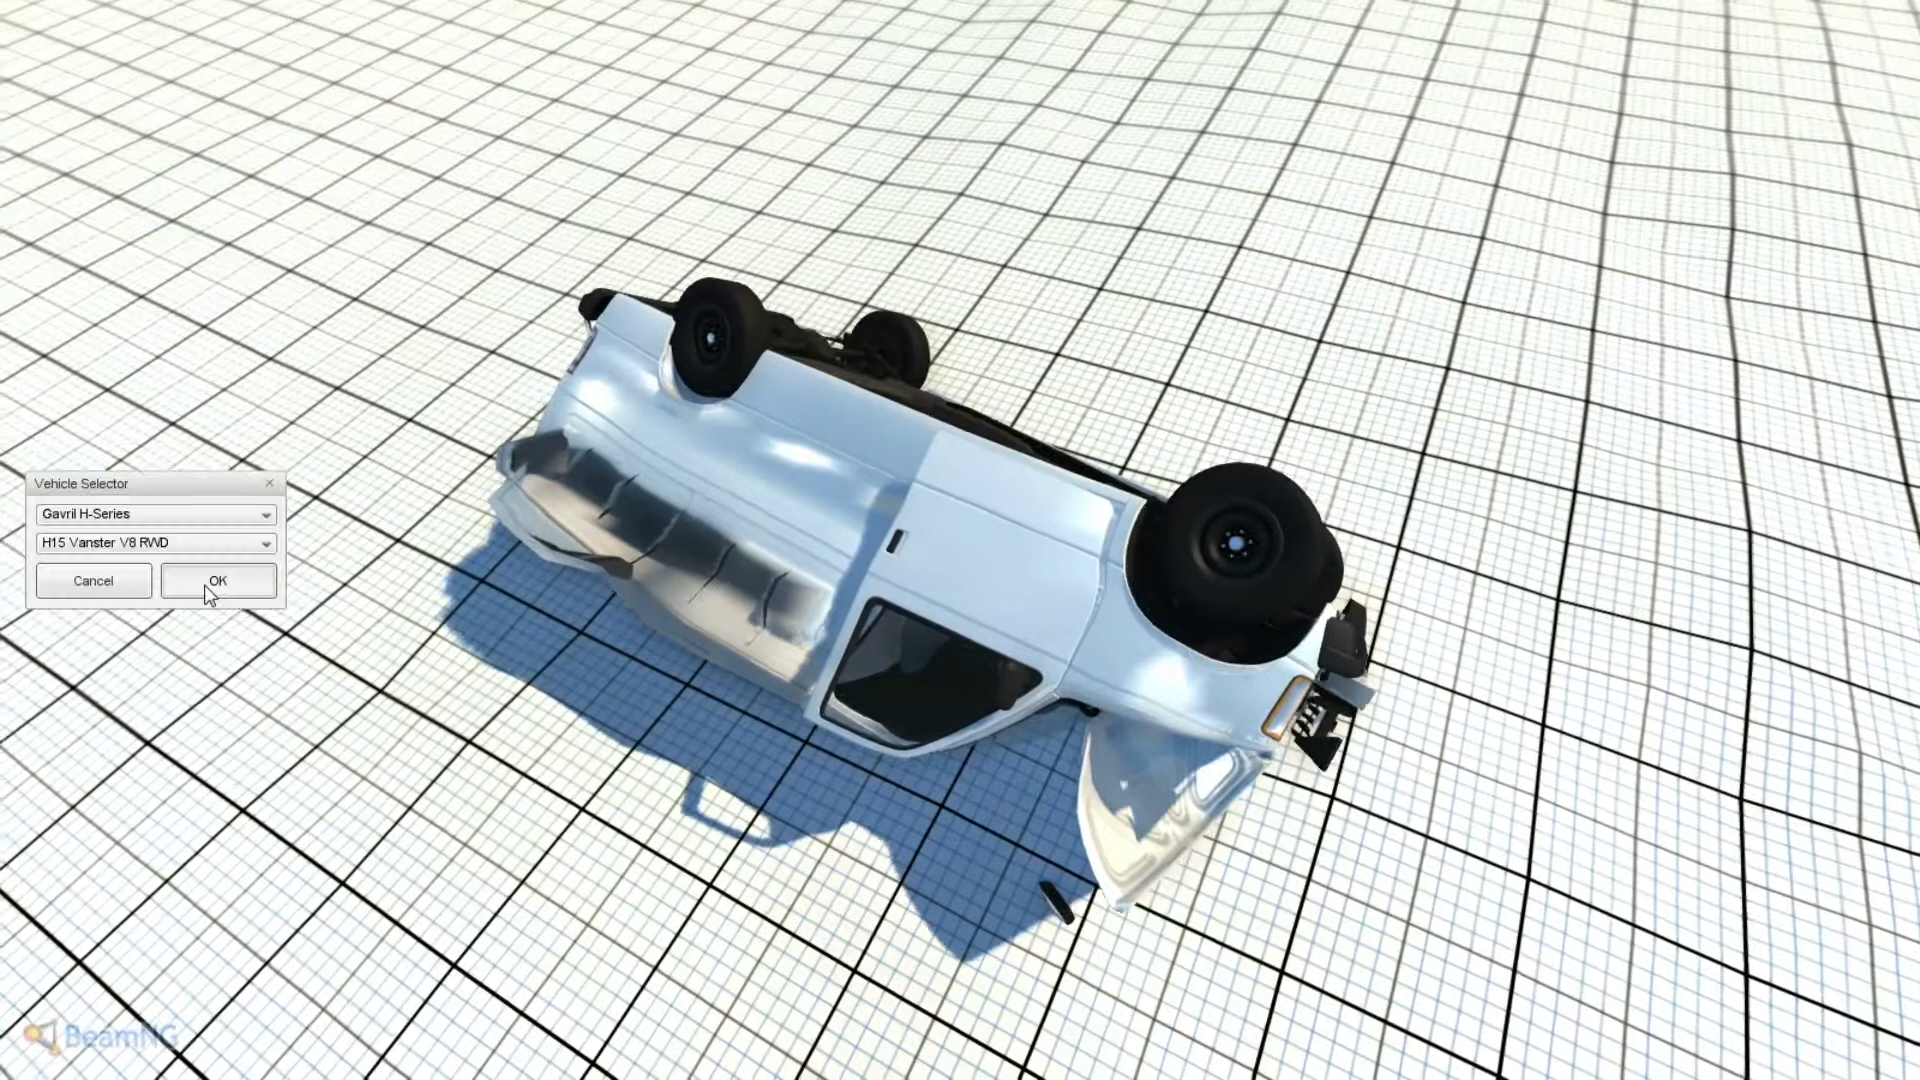 Vehicle Selector
Gavril H-Series
H15 Vanster V8 RWD
Cancel
OK
BeamNG